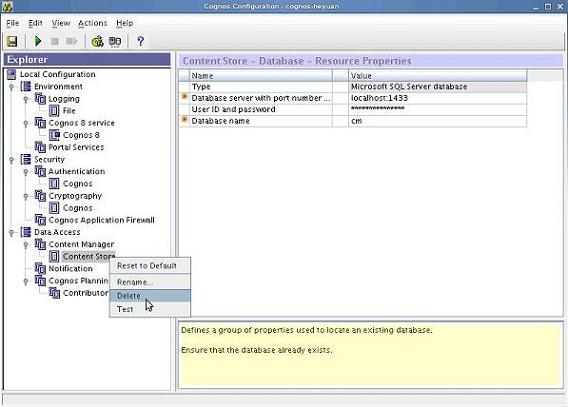 Cognos Configuration - cognos-heyuan
File Edit View Actions Help
Explorer
Local Configuration
Environment
Logging
File
Cognos 8 service
Cognos 8
Portal Services
Security
Authentication
Cognos
Cryptography
Cognos
Cognos Application Firewall
Data Access
Content Manager
Content Store
Notification
Cognos Plannin
Contributor
Reset to Default
Rename...
Delete
Test
Content Store - Database - Resource Properties
Name Value
Type Microsoft SQL Server database
Database server with port number ... localhost:1433
User ID and password **************
Database name cm
Defines a group of properties used to locate an existing database.
Ensure that the database already exists.